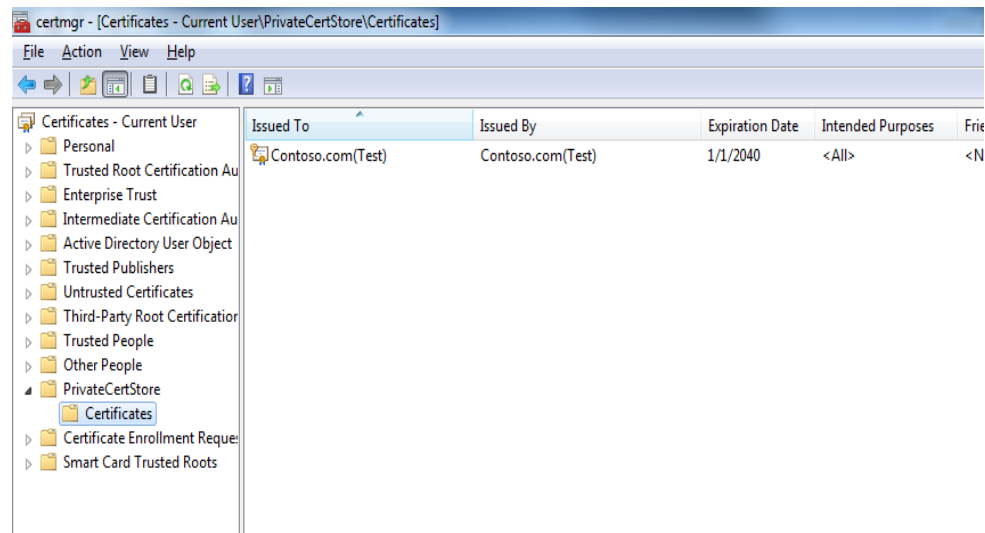 certmgr - [Certificates - Current User\PrivateCertStore\Certificates]
File Action View Help
Certificates - Current User
Personal
Trusted Root Certification Au
Enterprise Trust
Intermediate Certification Au
Active Directory User Object
Trusted Publishers
Untrusted Certificates
Third-Party Root Certification
Trusted People
Other People
PrivateCertStore
Certificates
Certificate Enrollment Reques
Smart Card Trusted Roots
Issued To Issued By Expiration Date Intended Purposes Frie
Contoso.com(Test) Contoso.com(Test) 1/1/2040 <All> <N